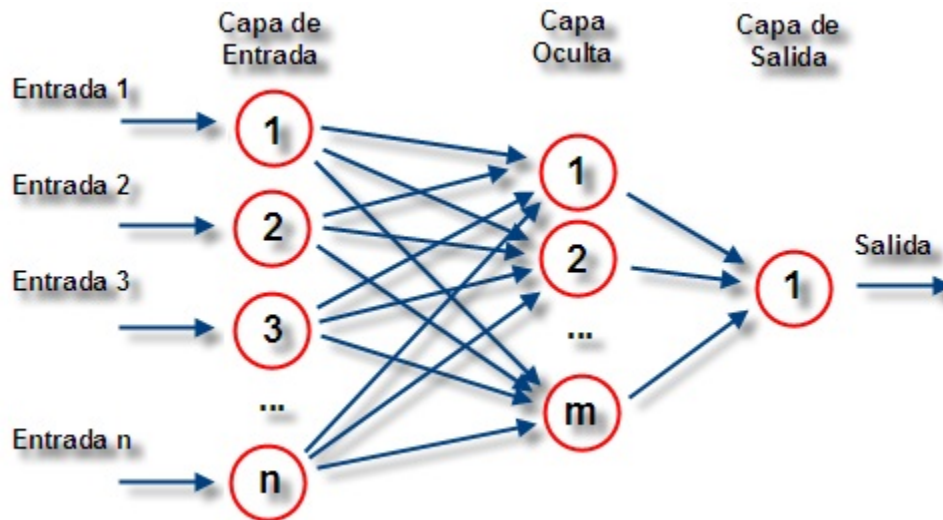 Capa de
Entrada
Capa
Oculta
Capa de
Salida
Entrada 1
1
Entrada 2
2
Entrada 3
3
...
Entrada n
n
1
2
...
m
1
Salida